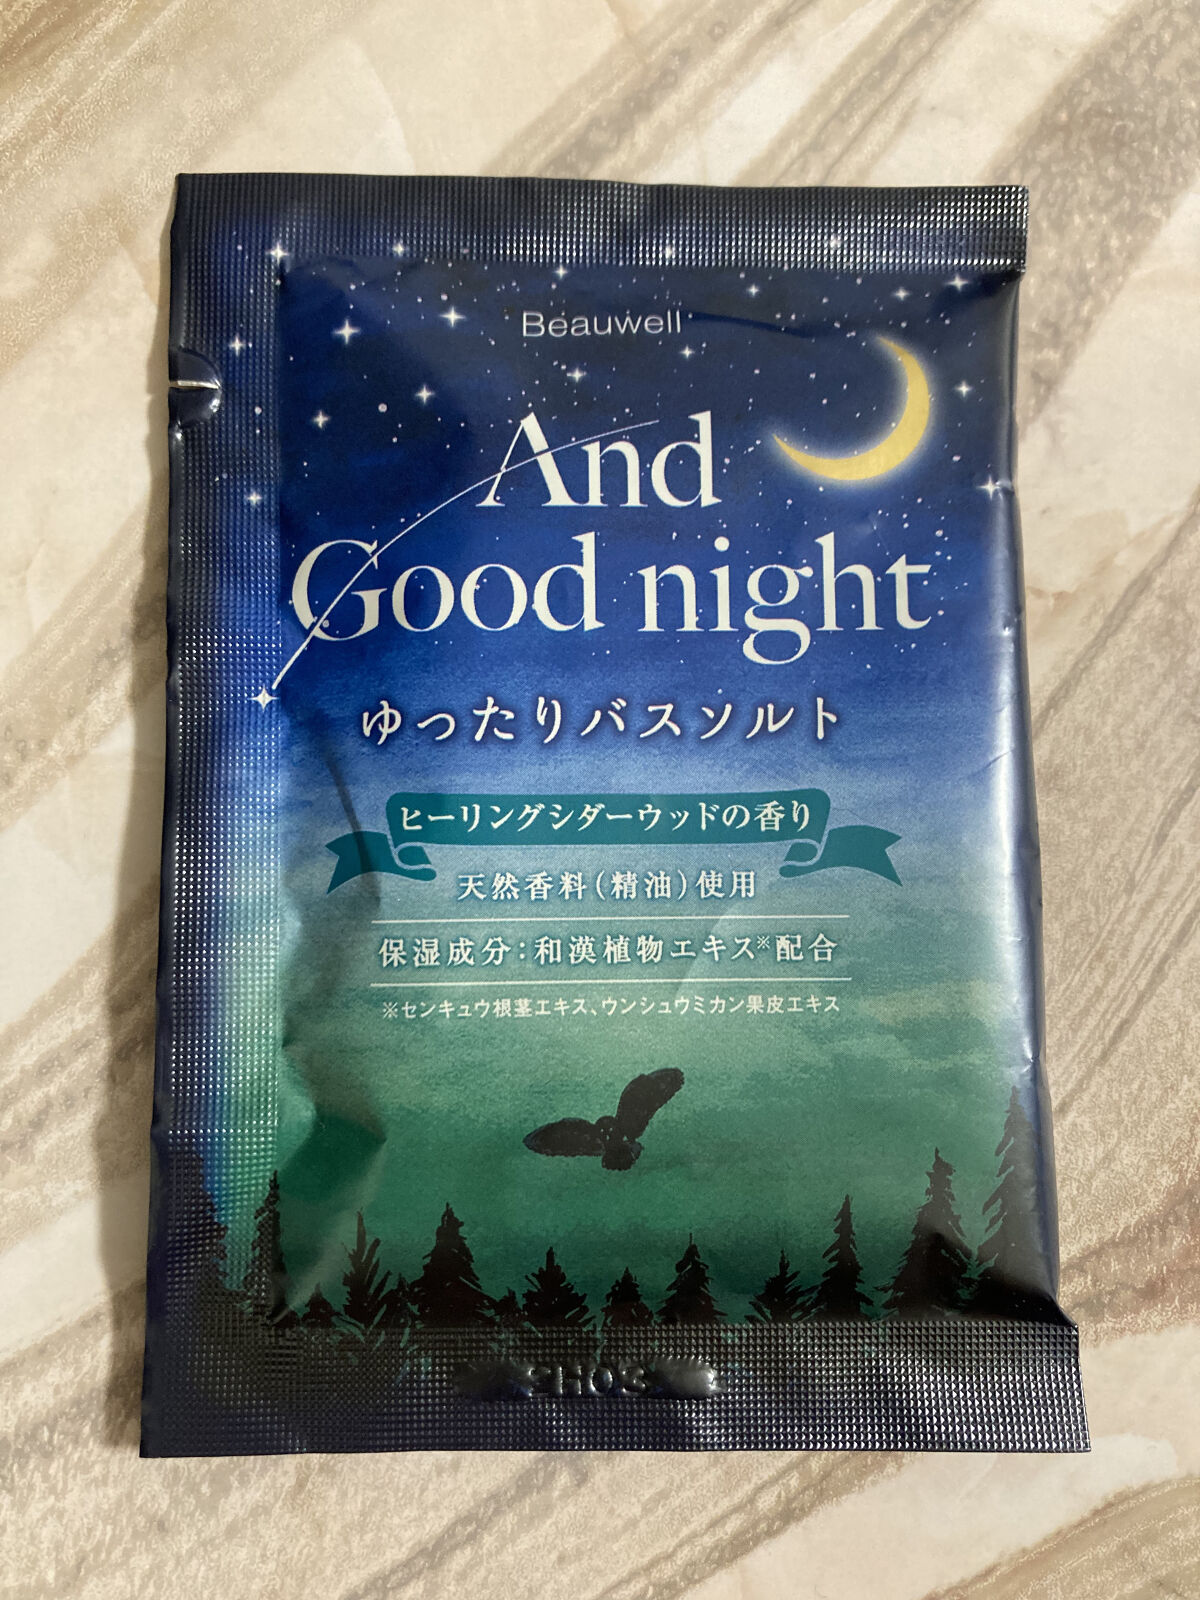 Beauwell
And
Good night
ゆったりバスソルト
ヒーリングシダーウッドの香り
天然香料(精油)使用
保湿成分:和漢植物エキス※配合
※センキュウ根茎エキス、ウンシュウミカン果皮エキス